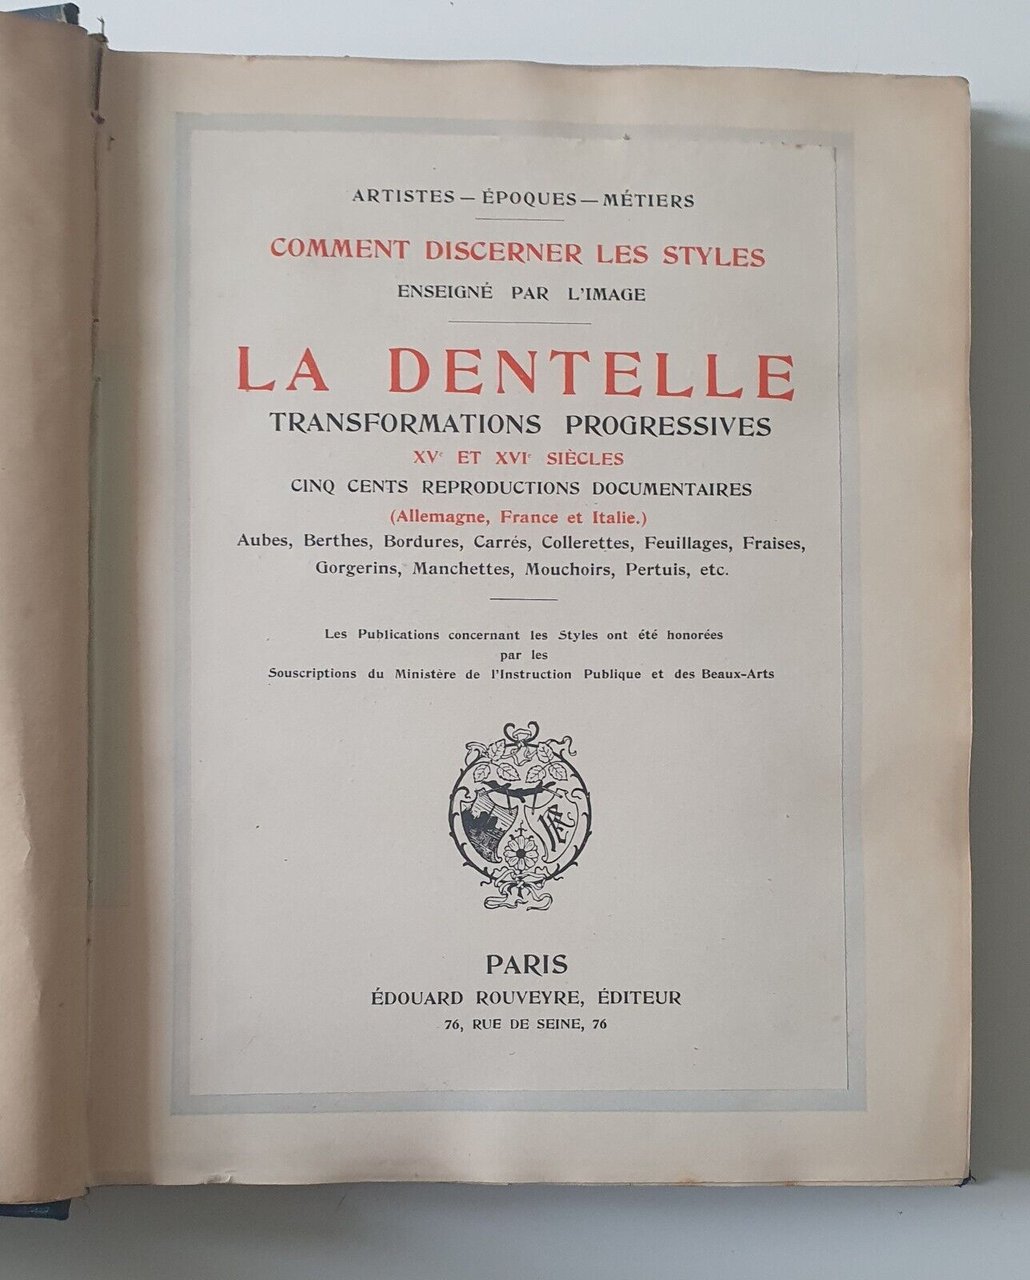 ARTISTES — ÉPOQUES — MÉTIERS
COMMENT DISCERNER LES STYLES
ENSEIGNÉ PAR L'IMAGE
LA DENTELLE
TRANSFORMATIONS PROGRESSIVES
XVᵉ ET XVIᵉ SIÈCLES
CINQ CENTS REPRODUCTIONS DOCUMENTAIRES
(Allemagne, France et Italie.)
Aubes, Berthes, Bordures, Carrés, Collerettes, Feuillages, Fraises,
Gorgerins, Manchettes, Mouchoirs, Pertuis, etc.
Les Publications concernant les Styles ont été honorées
par les
Souscriptions du Ministère de l'Instruction Publique et des Beaux-Arts
PARIS
ÉDOUARD ROUVEYRE, ÉDITEUR
76, RUE DE SEINE, 76